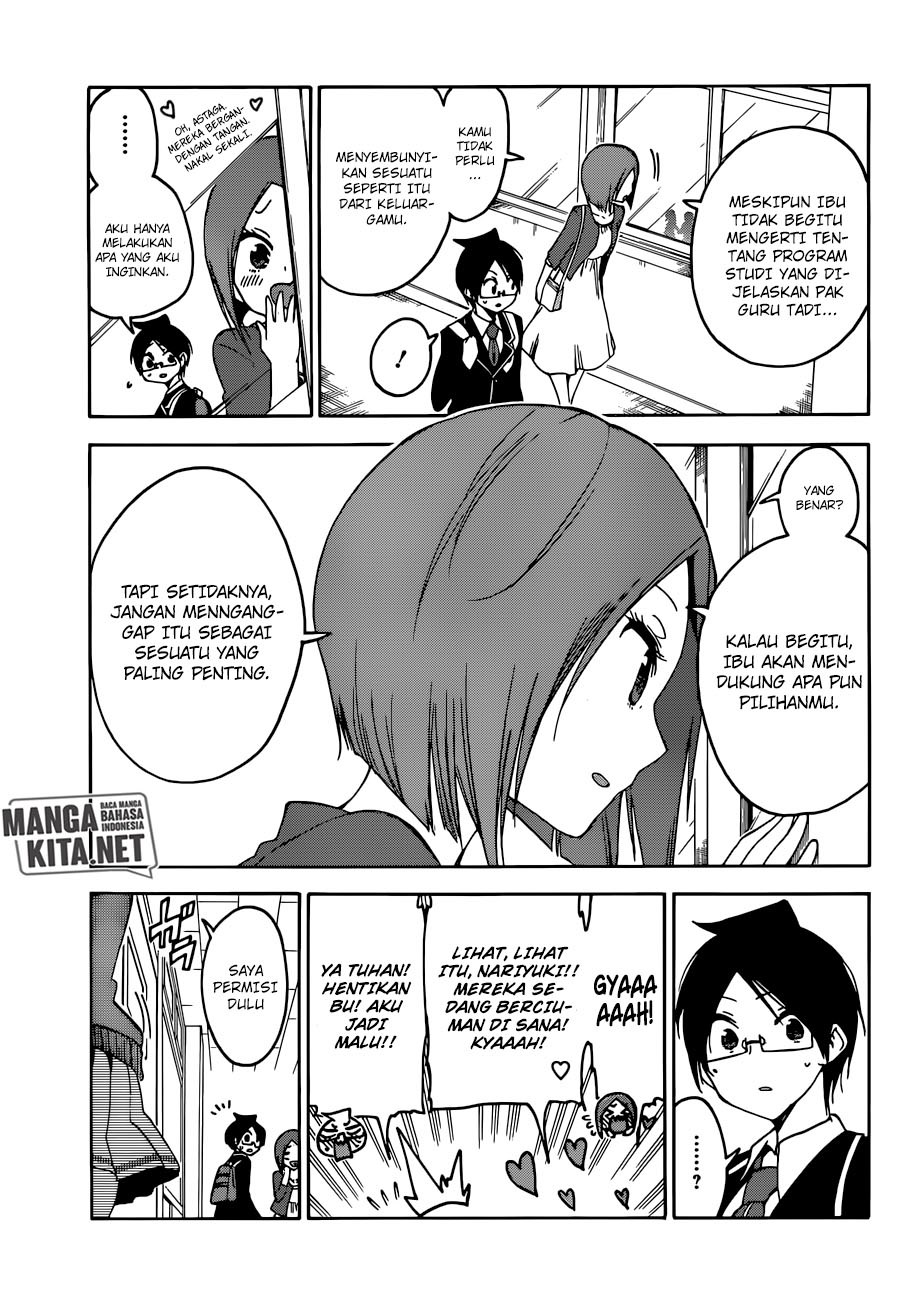 MESKIPUN IBU
TIDAK BEGITU
MENGERTI TEN-
TANG PROGRAM
STUDI YANG DI-
JELASKAN PAK
GURU TADI...
KAMU
TIDAK
PERLU
...
MENYEMBUNYI-
KAN SESUATU
SEPERTI ITU
DARI KELUAR-
GAMU.
!
OH, ASTAGA.
MEREKA BERGAN-
DENGAN TANGAN.
NAKAL SEKALI.
......
AKU HANYA
MELAKUKAN
APA YANG AKU
INGINKAN.
YANG
BENAR?
KALAU BEGITU,
IBU AKAN MEN-
DUKUNG APA PUN
PILIHANMU.
TAPI SETIDAKNYA,
JANGAN MENNGANG-
GAP ITU SEBAGAI
SESUATU YANG
PALING PENTING.
MANGA
KITA.NET
BACA MANGA
BAHASA
INDONESIA
......?
GYAAA
AAAH!
LIHAT, LIHAT
ITU, NARIYUKI!!
MEREKA SE-
DANG BERCIU-
MAN DI SANA!
KYAAAH!
YA TUHAN!
HENTIKAN
BU! AKU
JADI
MALU!!
SAYA
PERMISI
DULU
ガラ